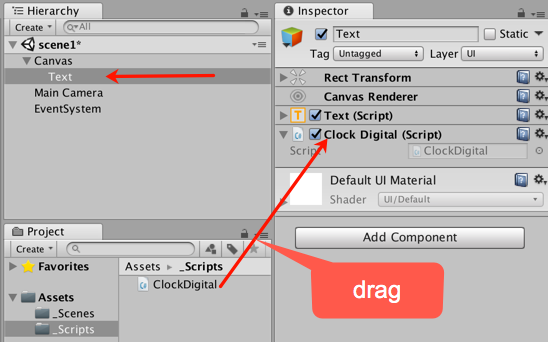 Hierarchy
Create
All
scene1*
Canvas
Text
Main Camera
EventSystem
Project
Create
Favorites
Assets
_Scenes
_Scripts
Assets _Scripts
ClockDigital
Inspector
Text
Static
Tag Untagged Layer UI
Rect Transform
Canvas Renderer
T Text (Script)
C# Clock Digital (Script)
Script ClockDigital
Default UI Material
Shader UI/Default
Add Component
drag